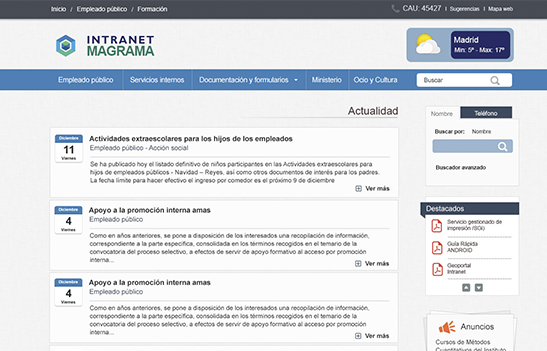 Inicio / Empleado público / Formación
CAU: 45427 | Sugerencias | Mapa web
INTRANET
MAGRAMA
Madrid
Min: 5º - Max: 17º
Empleado público
Servicios internos
Documentación y formularios
Ministerio
Ocio y Cultura
Buscar
Actualidad
Diciembre
11
Viernes
Actividades extraescolares para los hijos de los empleados
Empleado público - Acción social
Se ha publicado hoy el listado definitivo de niños participantes en las Actividades extraescolares para
hijos de empleados públicos - Navidad – Reyes, así como otros documentos de interés para los padres.
La fecha límite para hacer efectivo el ingreso por comedor es el próximo 9 de diciembre
Ver más
Diciembre
4
Viernes
Apoyo a la promoción interna amas
Empleado público
Como en años anteriores, se pone a disposición de los interesados una recopilación de información,
correspondiente a la parte específica, consolidada en los términos recogidos en el temario de la
convocatoria del proceso selectivo, a efectos de servir de apoyo formativo al acceso por promoción
interna...
Ver más
Diciembre
4
Viernes
Apoyo a la promoción interna amas
Empleado público
Como en años anteriores, se pone a disposición de los interesados una recopilación de información,
correspondiente a la parte específica, consolidada en los términos recogidos en el temario de la
convocatoria del proceso selectivo, a efectos de servir de apoyo formativo al acceso por promoción
interna...
Ver más
Nombre
Teléfono
Buscar por: Nombre
Buscador avanzado
Destacados
Servicio gestionado de
impresión (SGI)
Guía Rápida
ANDROID
Geoportal
Intranet
Anuncios
Cursos de Métodos
Cuantitativos del Instituto